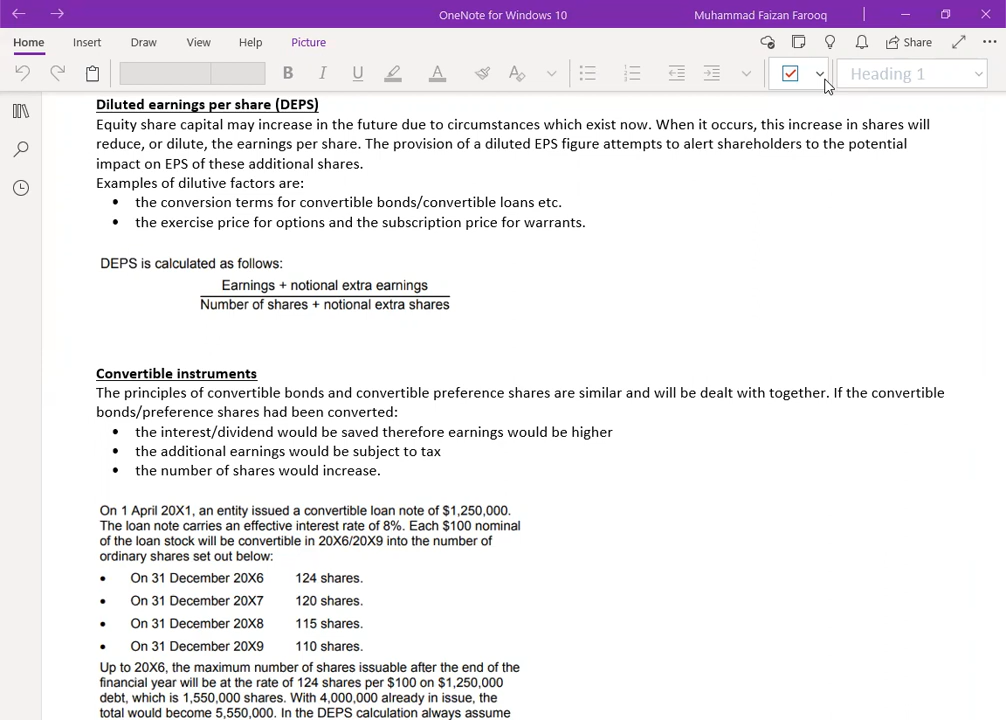 OneNote for Windows 10
Muhammad Faizan Farooq
Home Insert Draw View Help Picture
Share
B I U A
Heading 1
Diluted earnings per share (DEPS)
Equity share capital may increase in the future due to circumstances which exist now. When it occurs, this increase in shares will
reduce, or dilute, the earnings per share. The provision of a diluted EPS figure attempts to alert shareholders to the potential
impact on EPS of these additional shares.
Examples of dilutive factors are:
• the conversion terms for convertible bonds/convertible loans etc.
• the exercise price for options and the subscription price for warrants.
DEPS is calculated as follows:
Earnings + notional extra earnings
Number of shares + notional extra shares
Convertible instruments
The principles of convertible bonds and convertible preference shares are similar and will be dealt with together. If the convertible
bonds/preference shares had been converted:
• the interest/dividend would be saved therefore earnings would be higher
• the additional earnings would be subject to tax
• the number of shares would increase.
On 1 April 20X1, an entity issued a convertible loan note of $1,250,000.
The loan note carries an effective interest rate of 8%. Each $100 nominal
of the loan stock will be convertible in 20X6/20X9 into the number of
ordinary shares set out below:
• On 31 December 20X6 124 shares.
• On 31 December 20X7 120 shares.
• On 31 December 20X8 115 shares.
• On 31 December 20X9 110 shares.
Up to 20X6, the maximum number of shares issuable after the end of the
financial year will be at the rate of 124 shares per $100 on $1,250,000
debt, which is 1,550,000 shares. With 4,000,000 already in issue, the
total would become 5,550,000. In the DEPS calculation always assume